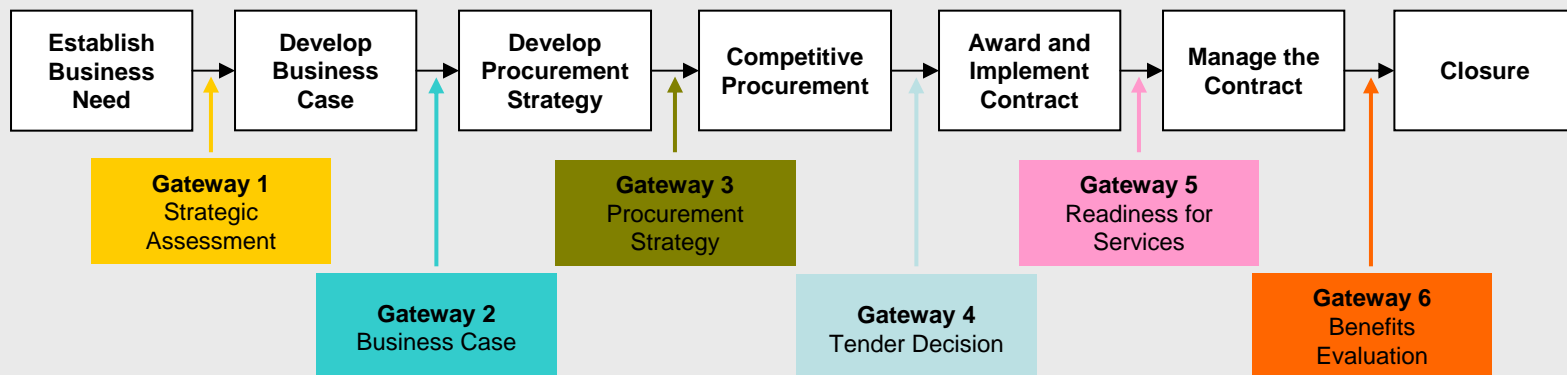 Establish
Business
Need
Develop
Business
Case
Develop
Procurement
Strategy
Competitive
Procurement
Award and
Implement
Contract
Manage the
Contract
Closure
Gateway 1
Strategic
Assessment
Gateway 2
Business Case
Gateway 3
Procurement
Strategy
Gateway 4
Tender Decision
Gateway 5
Readiness for
Services
Gateway 6
Benefits
Evaluation